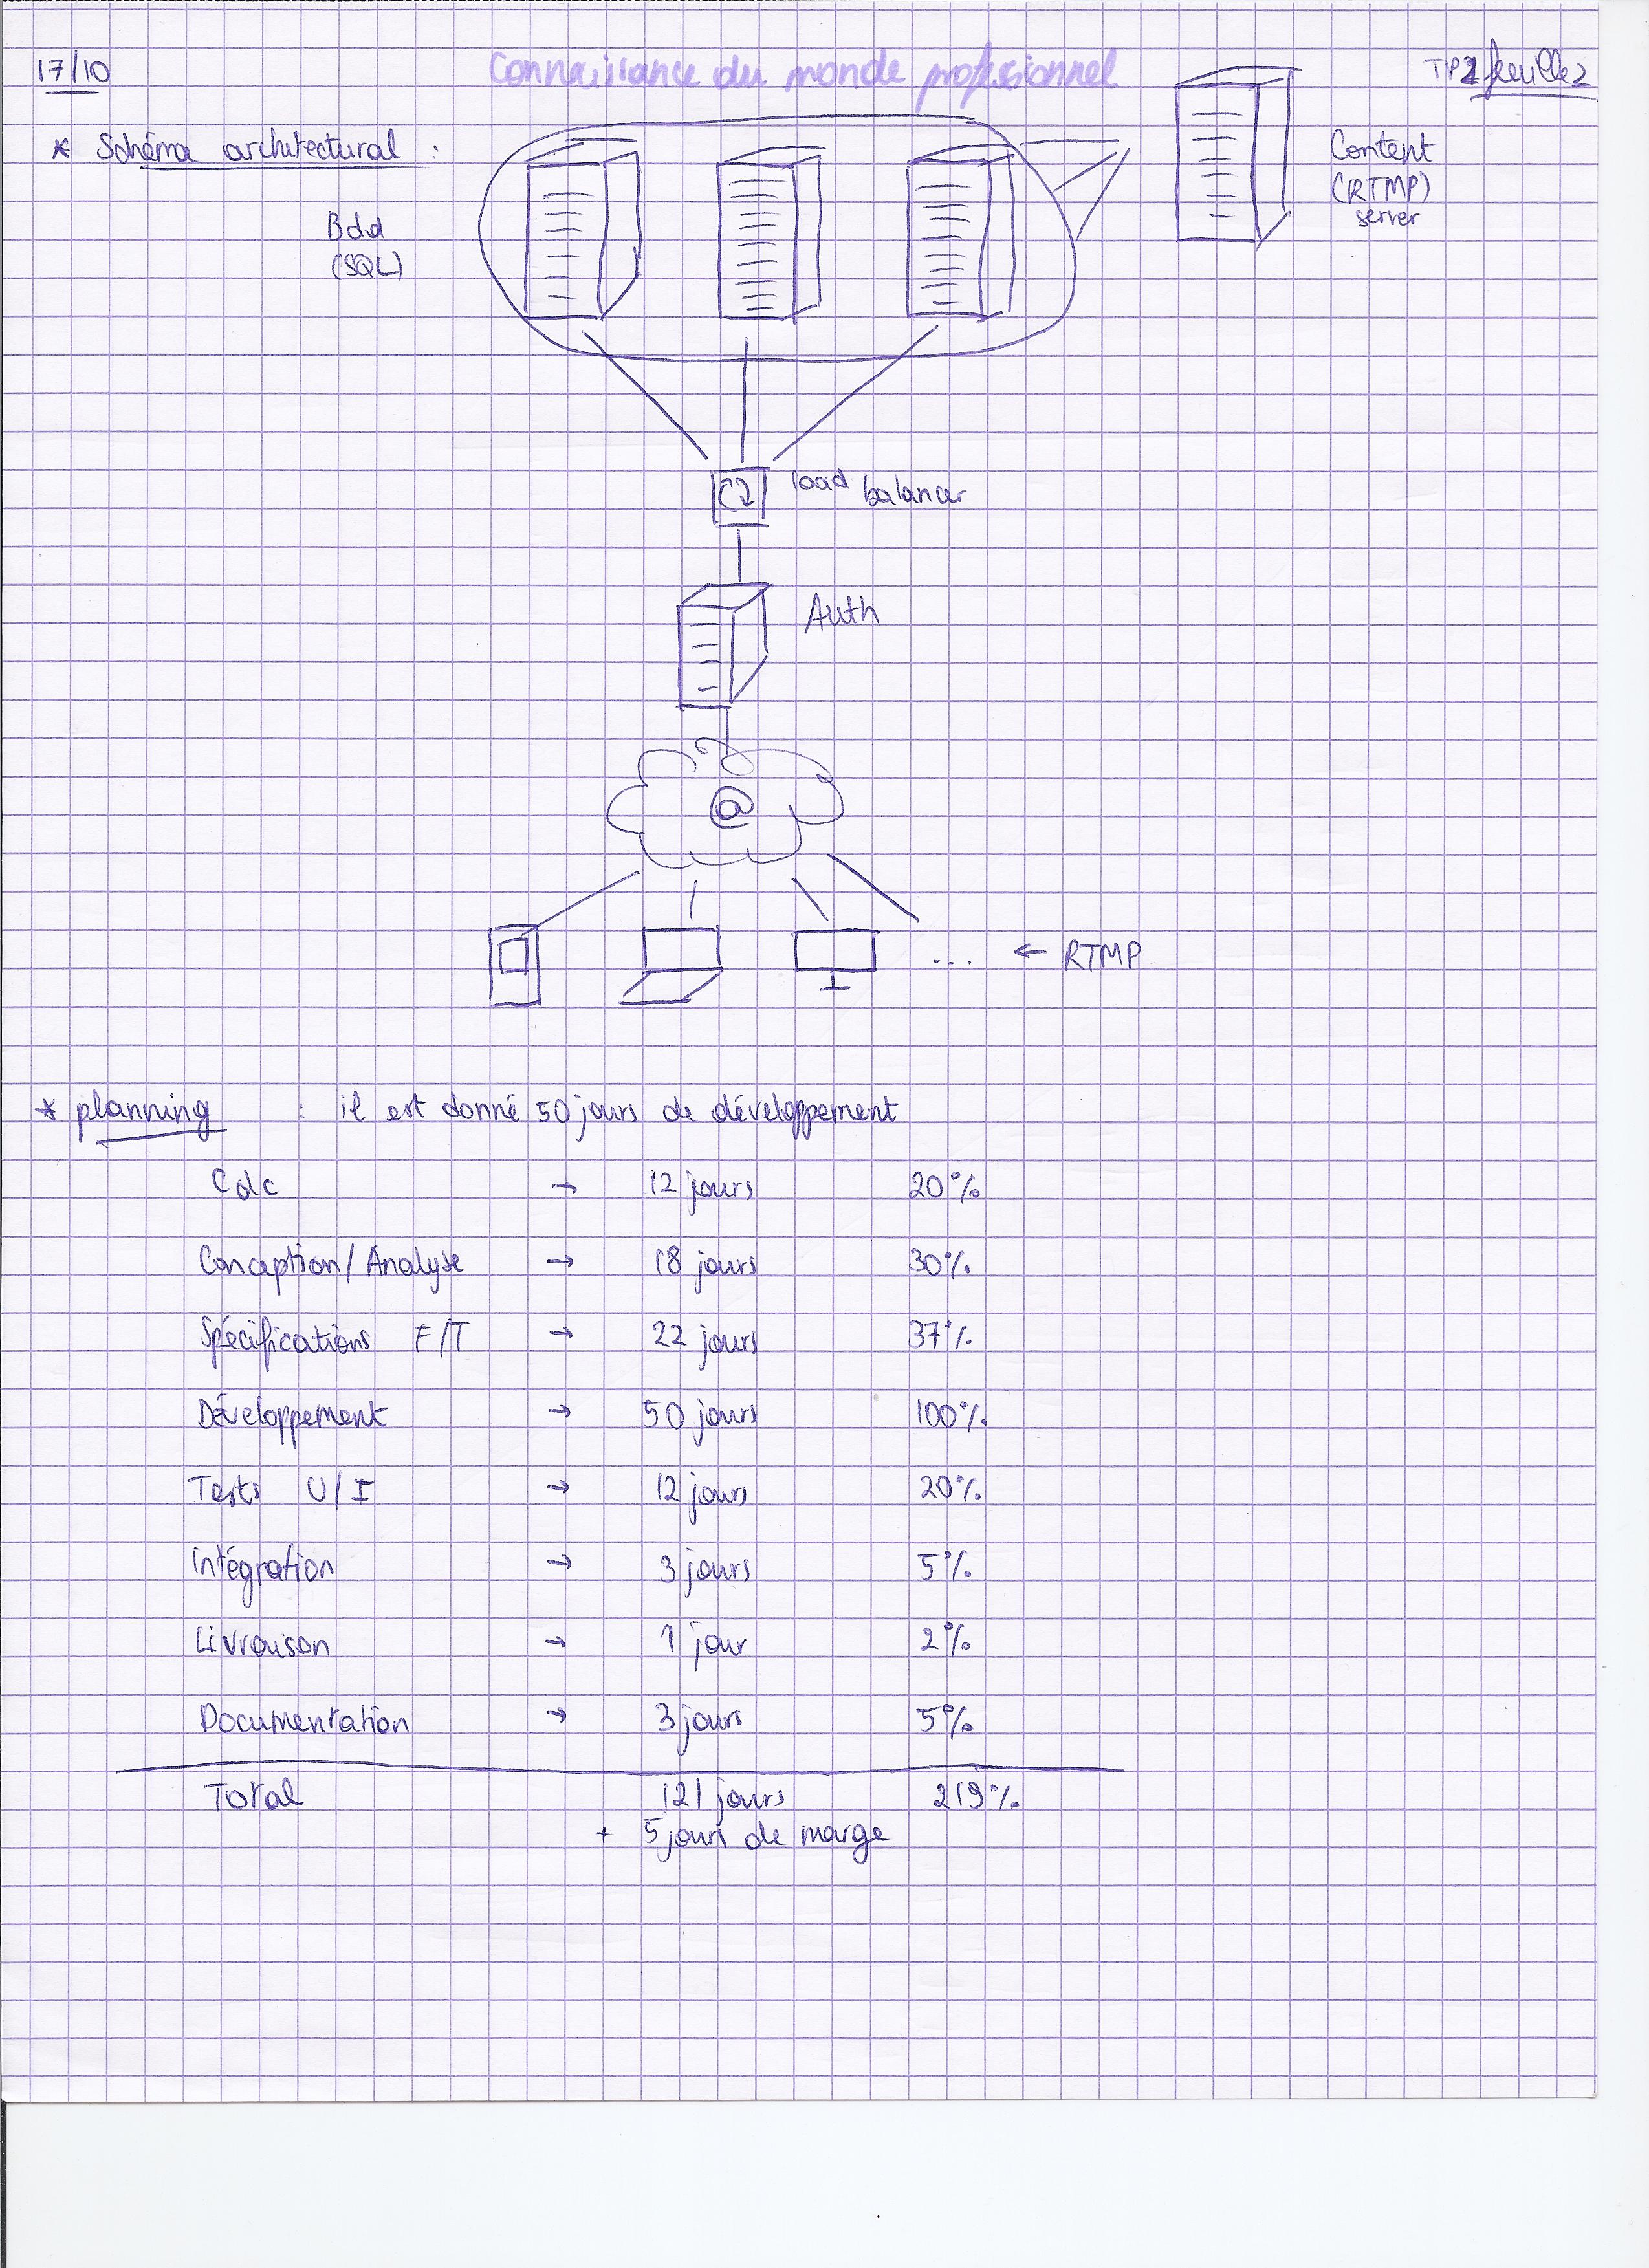 17/10
Connaissance du monde profesionnel
TP2 feuille2
* Schéma architectural :
Bdd
(SQL)
Content
(RTMP)
server
load balancer
Auth
@
... ← RTMP
* planning : il est donné 50 jours de développement
Cdc → 12 jours 20%
Conception/Analyse → 18 jours 30%
Spécifications F/T → 22 jours 37%
Développement → 50 jours 100%
Tests U/I → 12 jours 20%
intégration → 3 jours 5%
Livraison → 1 jour 2%
Documentation → 3 jours 5%
Total 121 jours 219%
+ 5 jours de marge